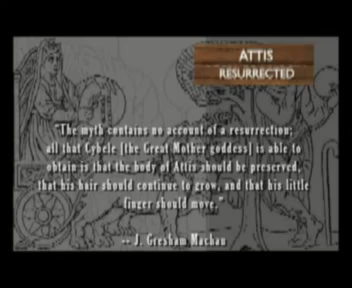 ATTIS
RESURRECTED
"The myth contains no account of a resurrection;
all that Cybele [the Great Mother goddess] is able to
obtain is that the body of Attis should be preserved,
that his hair should continue to grow, and that his little
finger should move."
-- J. Gresham Machan